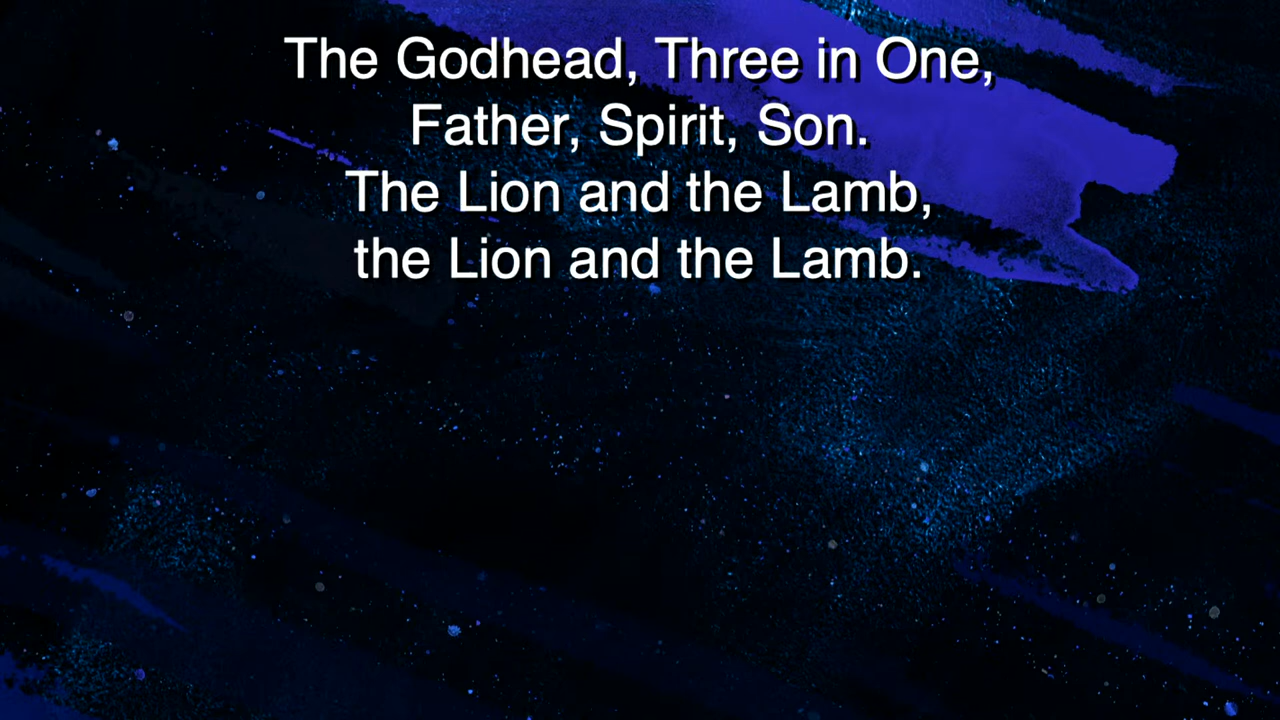 The Godhead, Three in One,
Father, Spirit, Son.
The Lion and the Lamb,
the Lion and the Lamb.